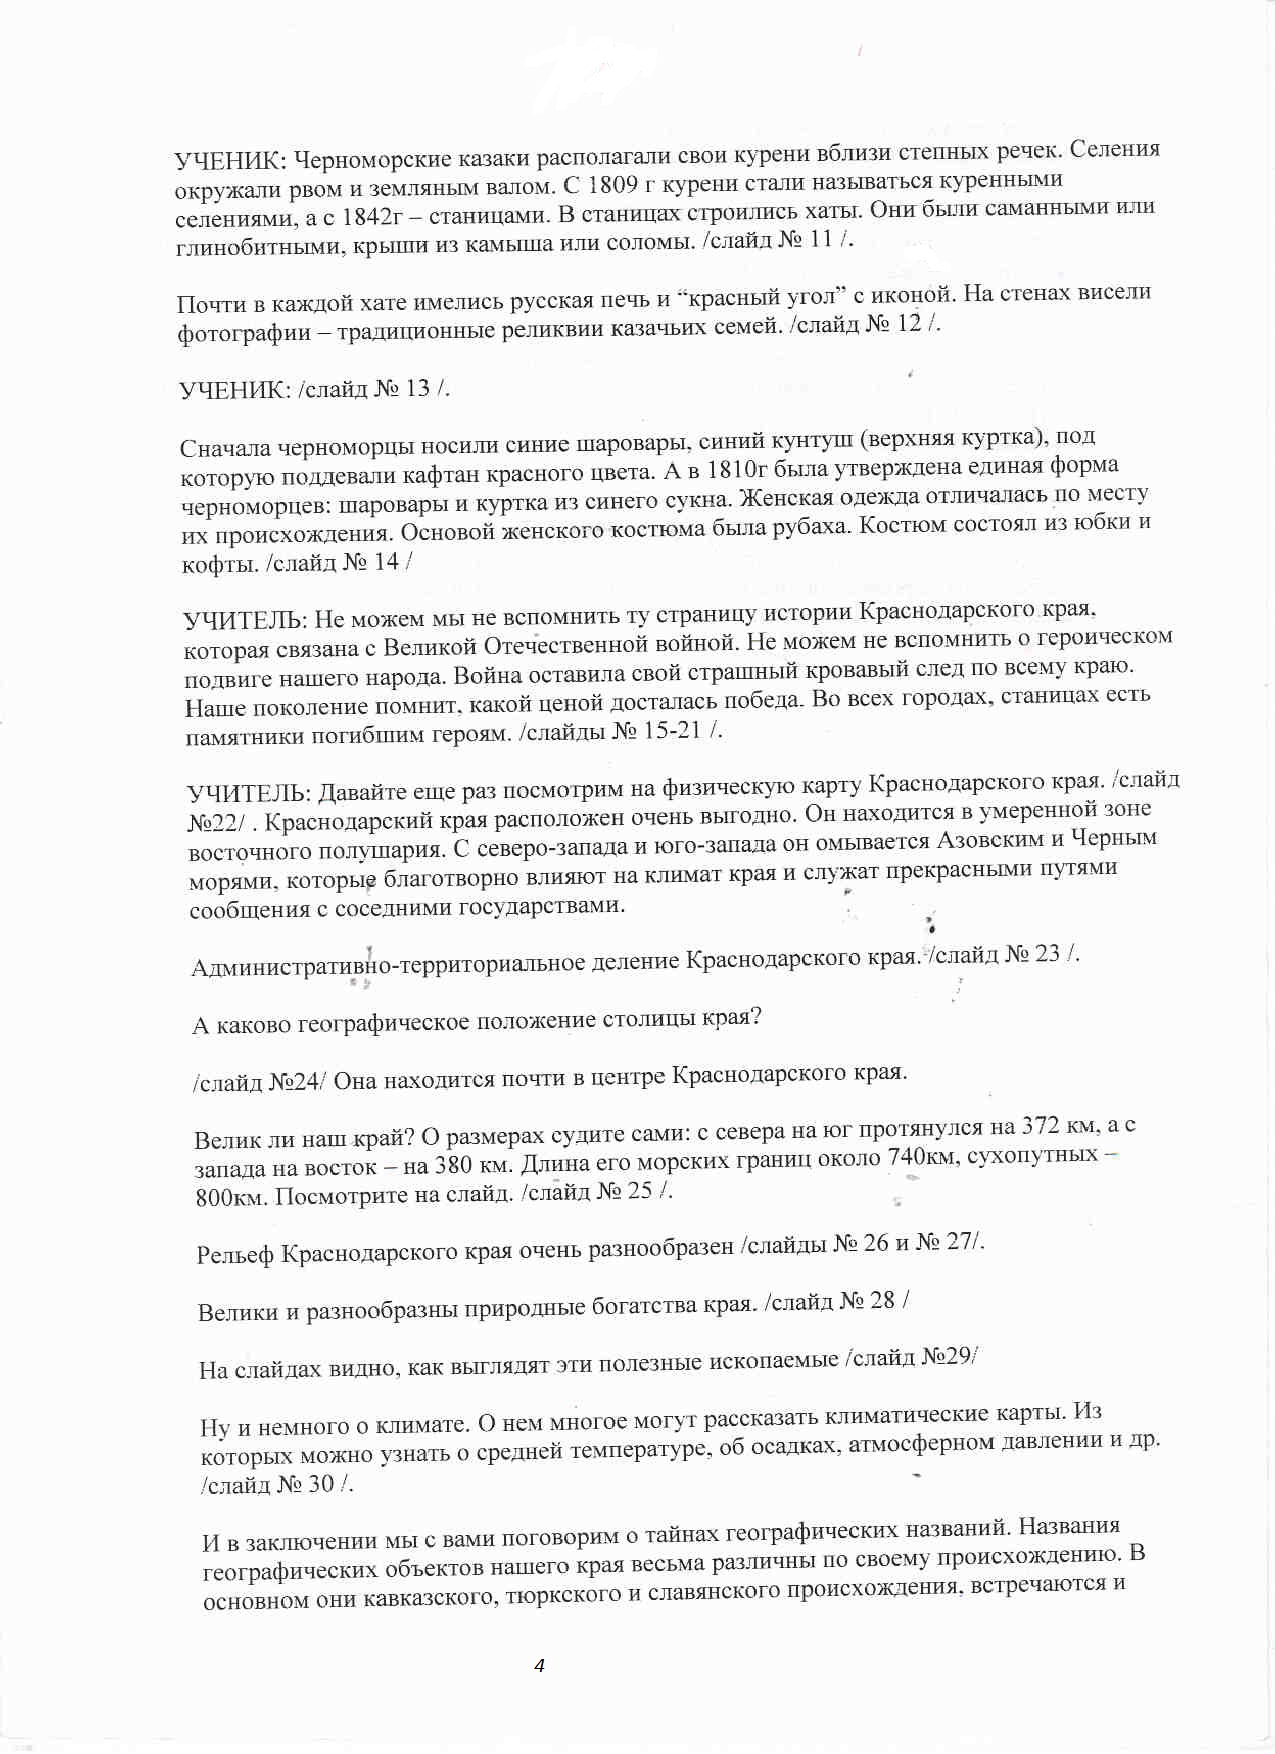 УЧЕНИК: Черноморские казаки располагали свои курени вблизи степных речек. Селения
окружали рвом и земляным валом. С 1809 г курени стали называться куренными
селениями, а с 1842г – станицами. В станицах строились хаты. Они были саманными или
глинобитными, крыши из камыша или соломы. /слайд № 11 /.
Почти в каждой хате имелись русская печь и “красный угол” с иконой. На стенах висели
фотографии – традиционные реликвии казачьих семей. /слайд № 12 /.
УЧЕНИК: /слайд № 13 /.
Сначала черноморцы носили синие шаровары, синий кунтуш (верхняя куртка), под
которую поддевали кафтан красного цвета. А в 1810г была утверждена единая форма
черноморцев: шаровары и куртка из синего сукна. Женская одежда отличалась по месту
их происхождения. Основой женского костюма была рубаха. Костюм состоял из юбки и
кофты. /слайд № 14 /
УЧИТЕЛЬ: Не можем мы не вспомнить ту страницу истории Краснодарского края,
которая связана с Великой Отечественной войной. Не можем не вспомнить о героическом
подвиге нашего народа. Война оставила свой страшный кровавый след по всему краю.
Наше поколение помнит, какой ценой досталась победа. Во всех городах, станицах есть
памятники погибшим героям. /слайды № 15-21 /.
УЧИТЕЛЬ: Давайте еще раз посмотрим на физическую карту Краснодарского края. /слайд
№22/ . Краснодарский края расположен очень выгодно. Он находится в умеренной зоне
восточного полушария. С северо-запада и юго-запада он омывается Азовским и Черным
морями, которые благотворно влияют на климат края и служат прекрасными путями
сообщения с соседними государствами.
Административно-территориальное деление Краснодарского края. /слайд № 23 /.
А каково географическое положение столицы края?
/слайд №24/ Она находится почти в центре Краснодарского края.
Велик ли наш край? О размерах судите сами: с севера на юг протянулся на 372 км, а с
запада на восток – на 380 км. Длина его морских границ около 740км, сухопутных –
800км. Посмотрите на слайд. /слайд № 25 /.
Рельеф Краснодарского края очень разнообразен /слайды № 26 и № 27/.
Велики и разнообразны природные богатства края. /слайд № 28 /
На слайдах видно, как выглядят эти полезные ископаемые /слайд №29/
Ну и немного о климате. О нем многое могут рассказать климатические карты. Из
которых можно узнать о средней температуре, об осадках, атмосферном давлении и др.
/слайд № 30 /.
И в заключении мы с вами поговорим о тайнах географических названий. Названия
географических объектов нашего края весьма различны по своему происхождению. В
основном они кавказского, тюркского и славянского происхождения, встречаются и
4